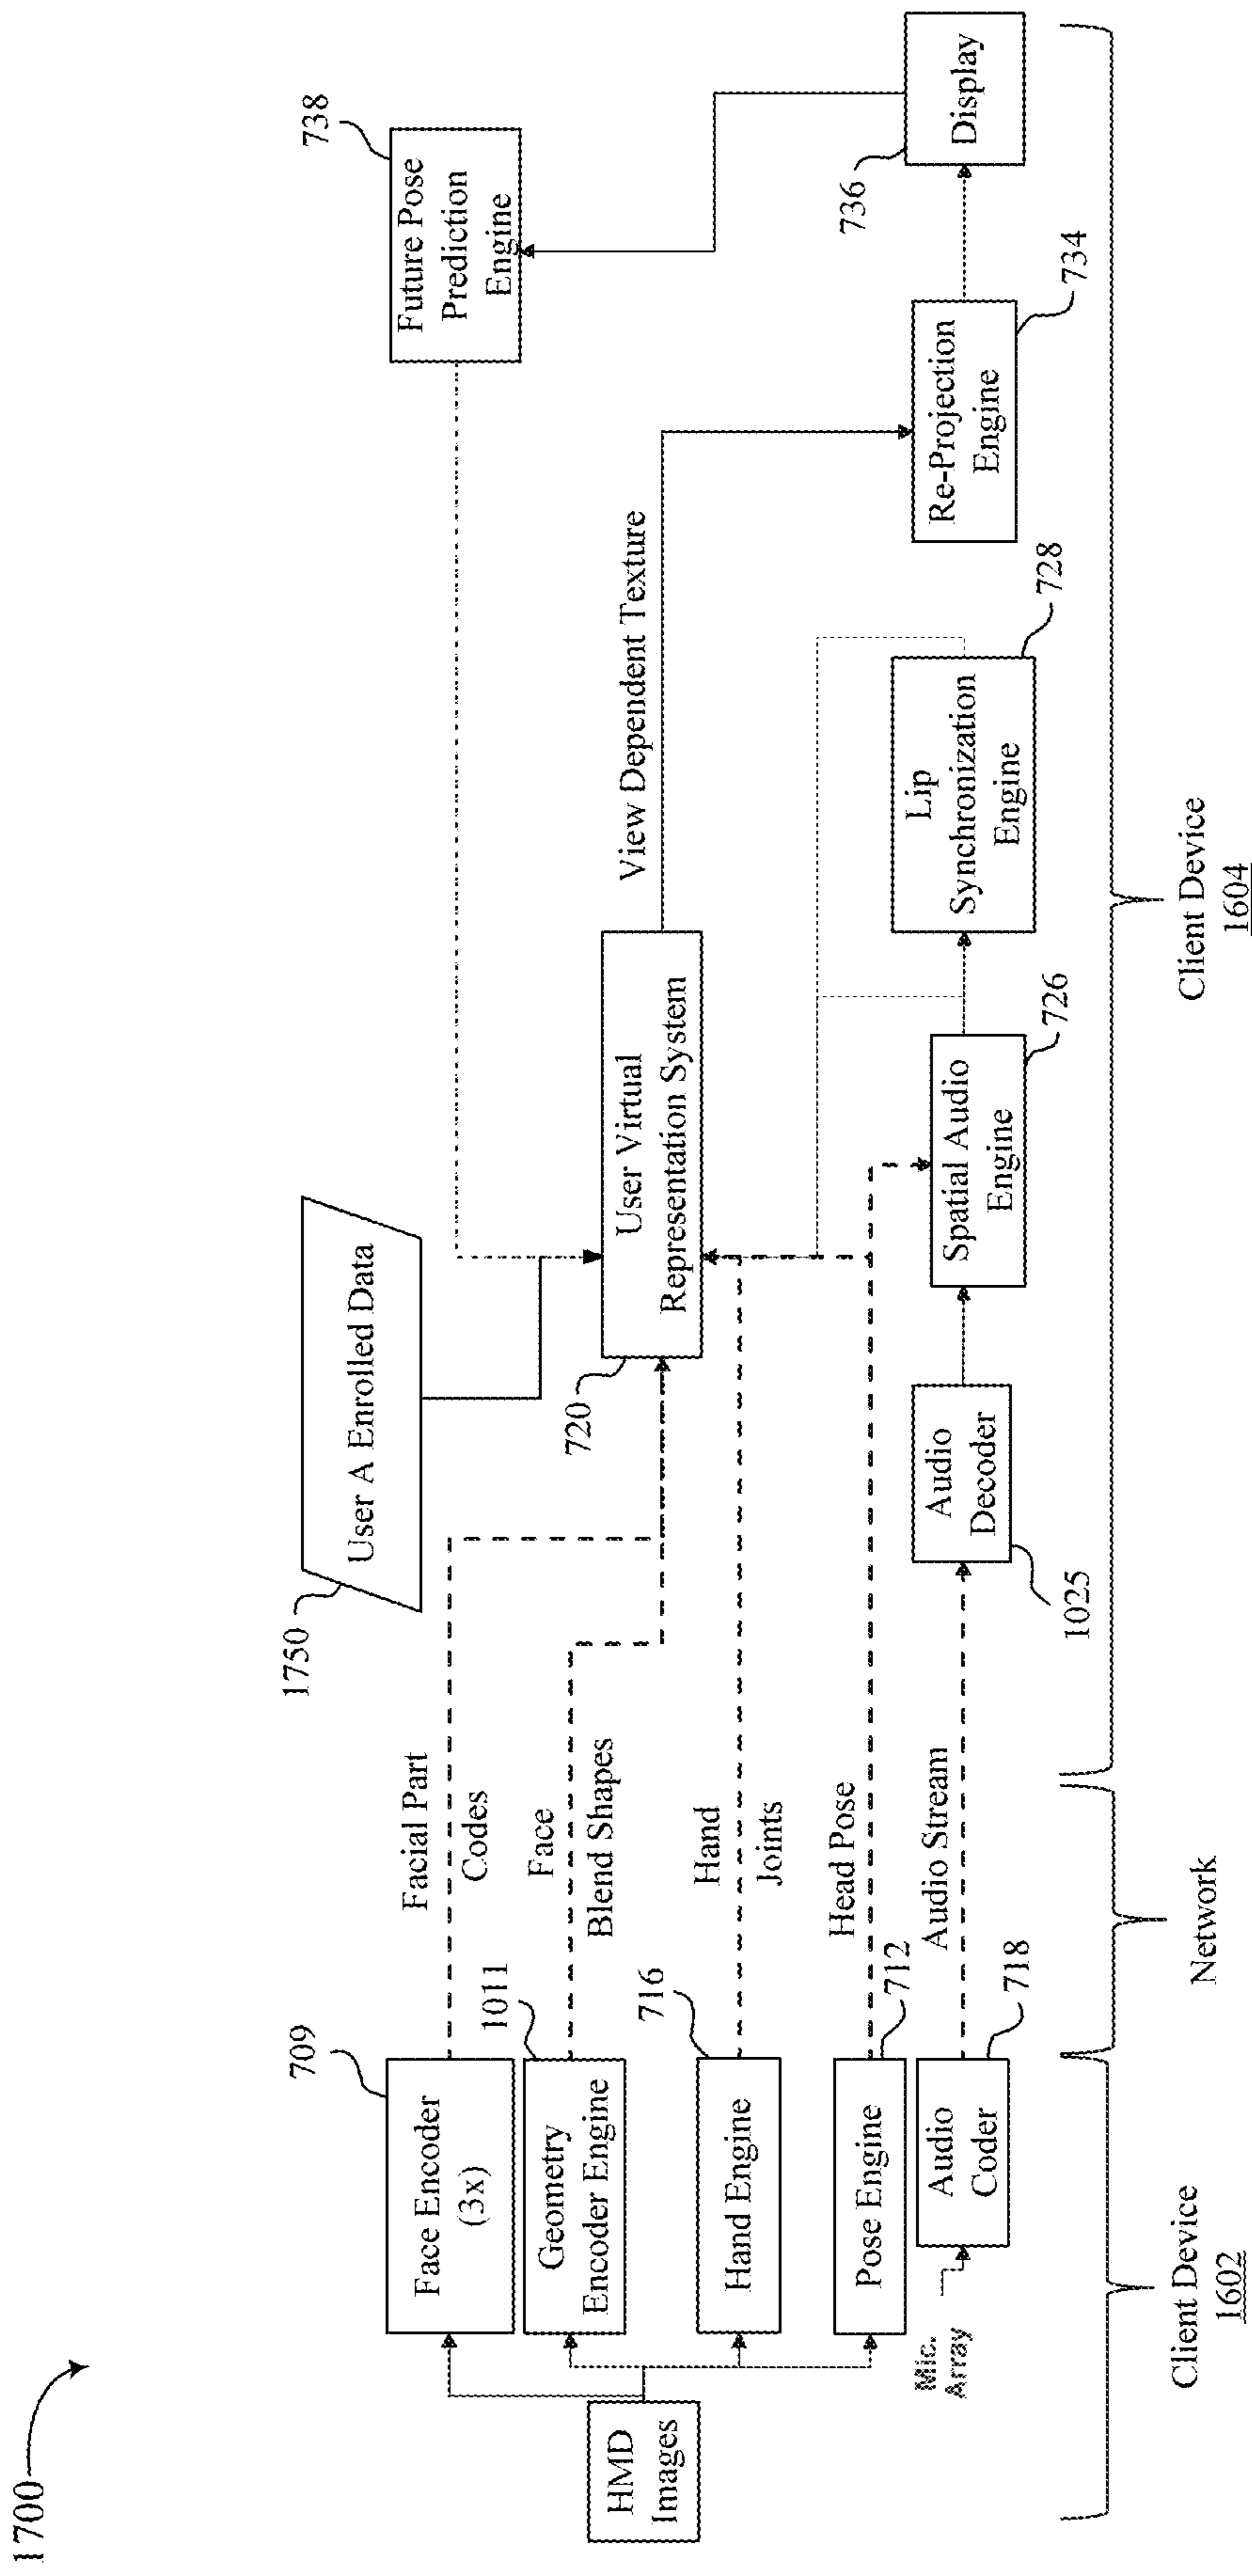 1700
HMD
Images
Mic.
Array
709
Face Encoder
(3x)
1011
Geometry
Encoder Engine
716
Hand Engine
Pose Engine
712
Audio
Coder
718
Facial Part
Codes
Face
Blend Shapes
Hand
Joints
Head Pose
Audio Stream
1750
User A Enrolled Data
720
User Virtual
Representation System
Audio
Decoder
1025
Spatial Audio
Engine
726
Lip
Synchronization
Engine
728
View Dependent Texture
Re-Projection
Engine
734
738
Future Pose
Prediction
Engine
736
Display
Client Device
1602
Network
Client Device
1604